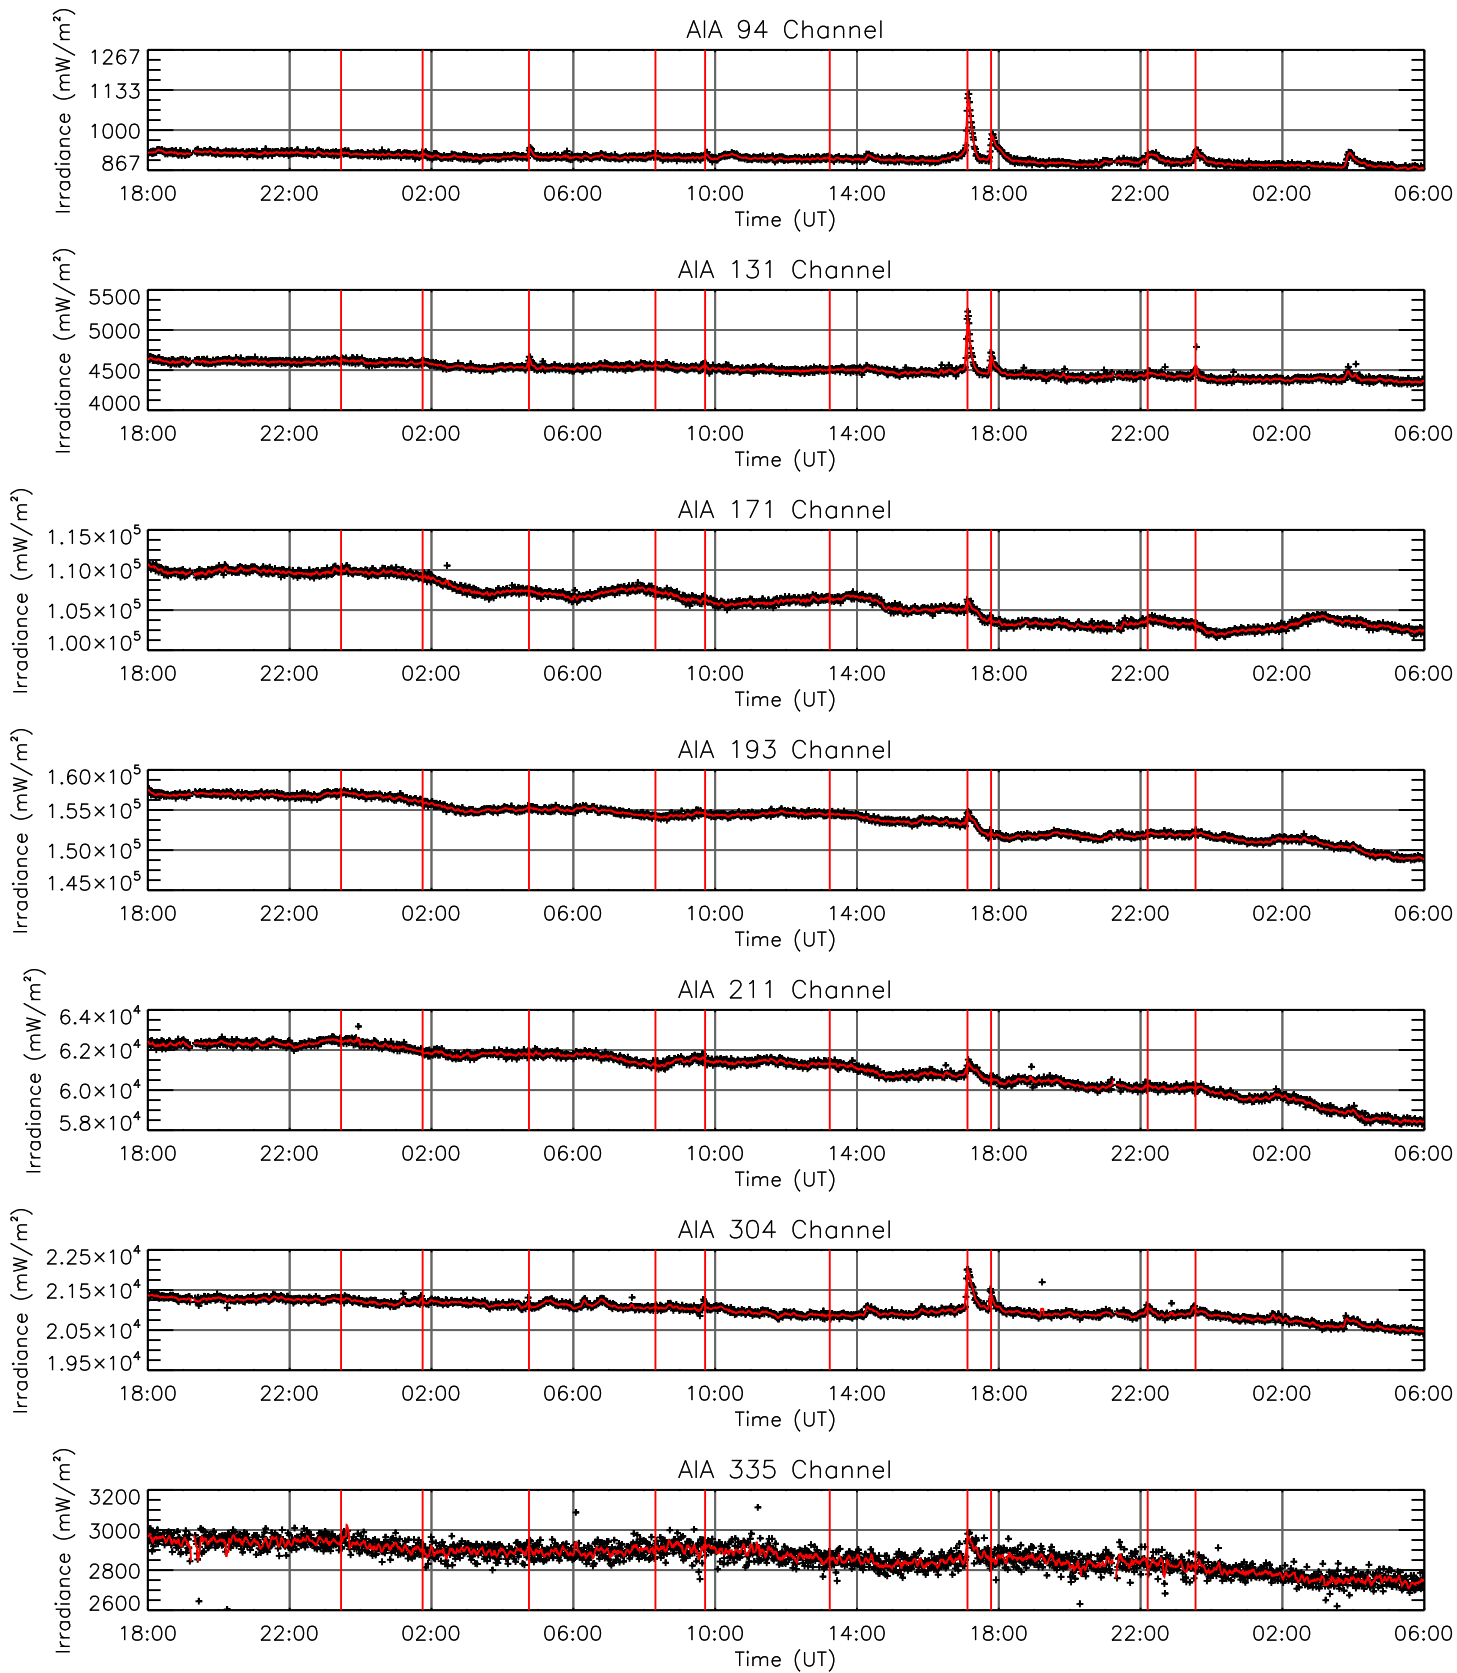 AIA 94 Channel
Irradiance (mW/m²)
1267
1133
1000
867
18:00 22:00 02:00 06:00 10:00 14:00 18:00 22:00 02:00 06:00
Time (UT)
AIA 131 Channel
Irradiance (mW/m²)
5500
5000
4500
4000
18:00 22:00 02:00 06:00 10:00 14:00 18:00 22:00 02:00 06:00
Time (UT)
AIA 171 Channel
Irradiance (mW/m²)
1.15×10⁵
1.10×10⁵
1.05×10⁵
1.00×10⁵
18:00 22:00 02:00 06:00 10:00 14:00 18:00 22:00 02:00 06:00
Time (UT)
AIA 193 Channel
Irradiance (mW/m²)
1.60×10⁵
1.55×10⁵
1.50×10⁵
1.45×10⁵
18:00 22:00 02:00 06:00 10:00 14:00 18:00 22:00 02:00 06:00
Time (UT)
AIA 211 Channel
Irradiance (mW/m²)
6.4×10⁴
6.2×10⁴
6.0×10⁴
5.8×10⁴
18:00 22:00 02:00 06:00 10:00 14:00 18:00 22:00 02:00 06:00
Time (UT)
AIA 304 Channel
Irradiance (mW/m²)
2.25×10⁴
2.15×10⁴
2.05×10⁴
1.95×10⁴
18:00 22:00 02:00 06:00 10:00 14:00 18:00 22:00 02:00 06:00
Time (UT)
AIA 335 Channel
Irradiance (mW/m²)
3200
3000
2800
2600
18:00 22:00 02:00 06:00 10:00 14:00 18:00 22:00 02:00 06:00
Time (UT)